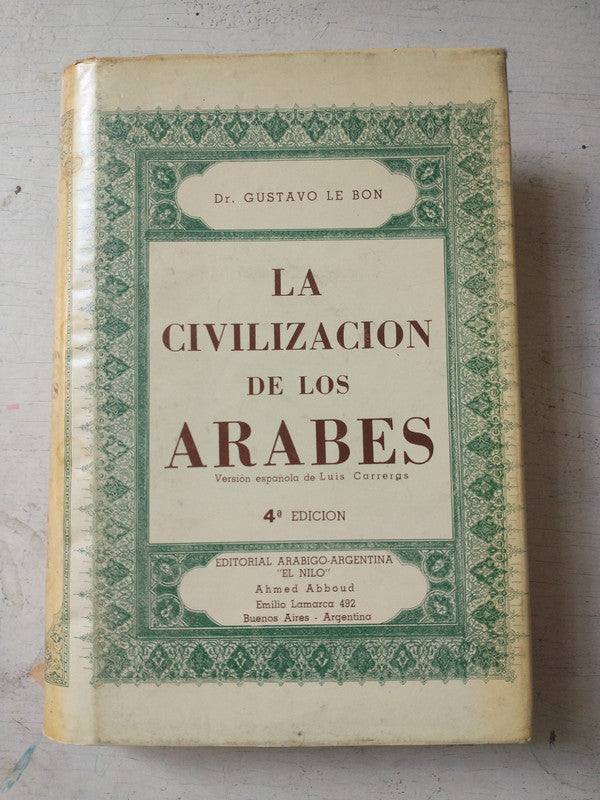 Dr. GUSTAVO LE BON
LA
CIVILIZACION
DE LOS
ARABES
Versión española de Luis Carreras
4ª EDICION
EDITORIAL ARABIGO-ARGENTINA
"EL NILO"
Ahmed Abboud
Emilio Lamarca 492
Buenos Aires - Argentina